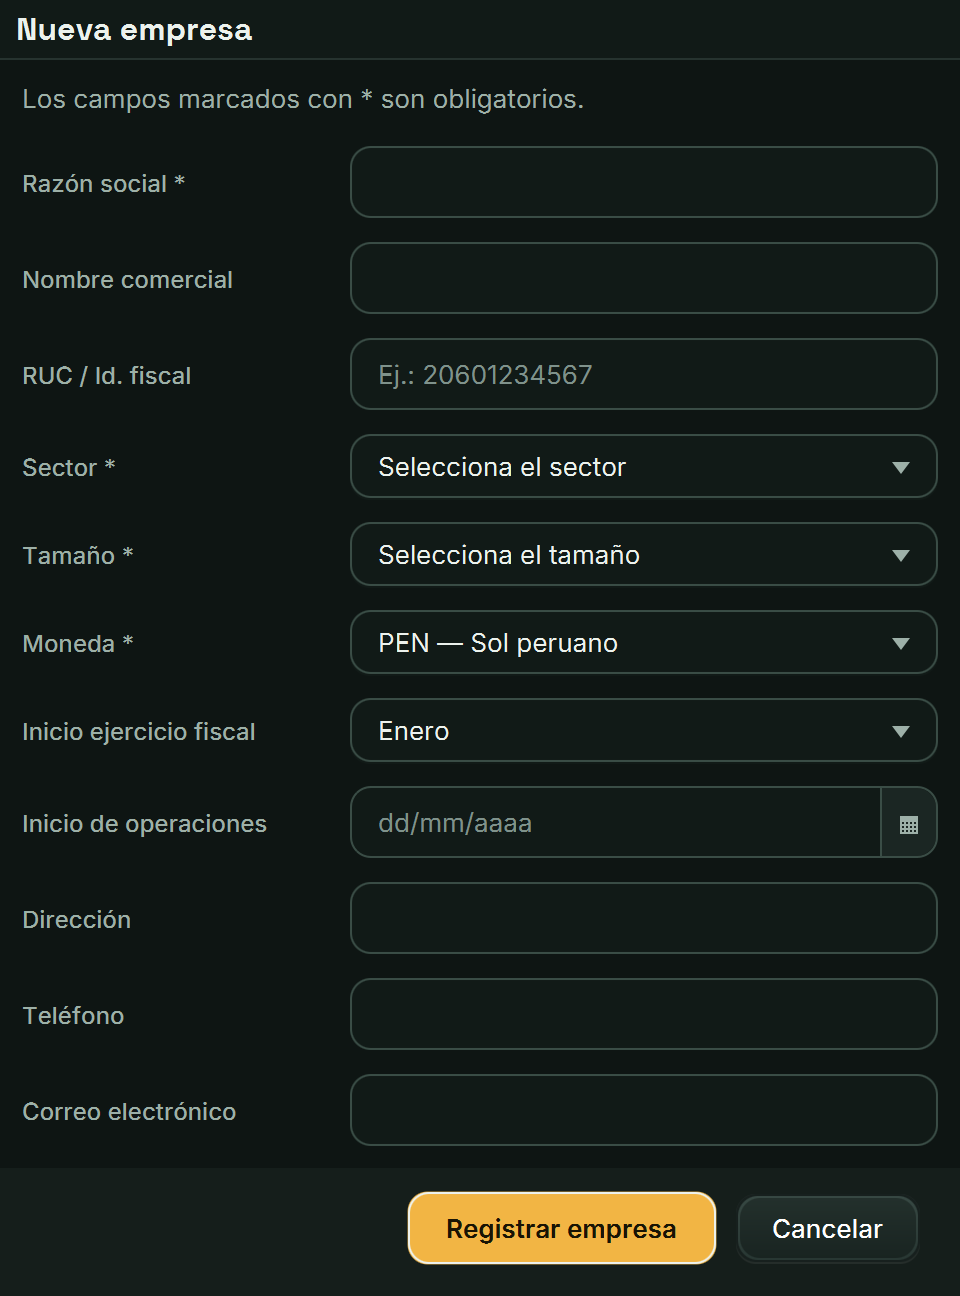 Nueva empresa
Los campos marcados con * son obligatorios.
Razón social *
Nombre comercial
RUC / Id. fiscal
Ej.: 20601234567
Sector *
Selecciona el sector
Tamaño *
Selecciona el tamaño
Moneda *
PEN — Sol peruano
Inicio ejercicio fiscal
Enero
Inicio de operaciones
dd/mm/aaaa
Dirección
Teléfono
Correo electrónico
Registrar empresa
Cancelar